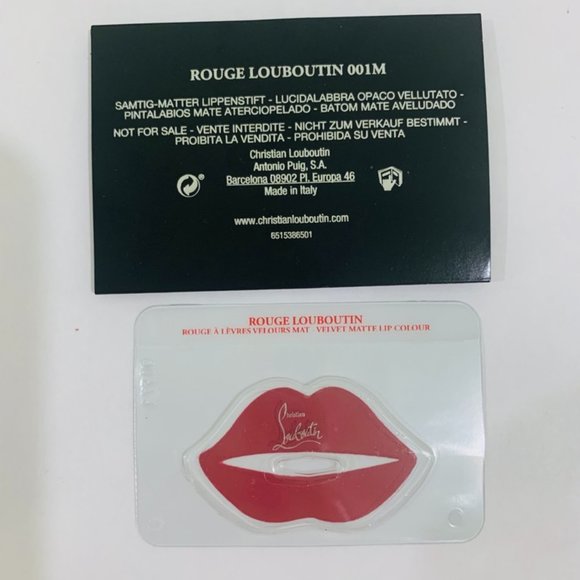 ROUGE LOUBOUTIN 001M
SAMTIG-MATTER LIPPENSTIFT - LUCIDALABBRA OPACO VELLUTATO -
PINTALABIOS MATE ATERCIOPELADO - BATOM MATE AVELUDADO
NOT FOR SALE - VENTE INTERDITE - NICHT ZUM VERKAUF BESTIMMT -
PROIBITA LA VENDITA - PROHIBIDA SU VENTA
Christian Louboutin
Antonio Puig, S.A.
Barcelona 08902 Pl. Europa 46
Made in Italy
www.christianlouboutin.com
6515386501
ROUGE LOUBOUTIN
ROUGE À LÈVRES VELOURS MAT - VELVET MATTE LIP COLOUR
Christian
Louboutin